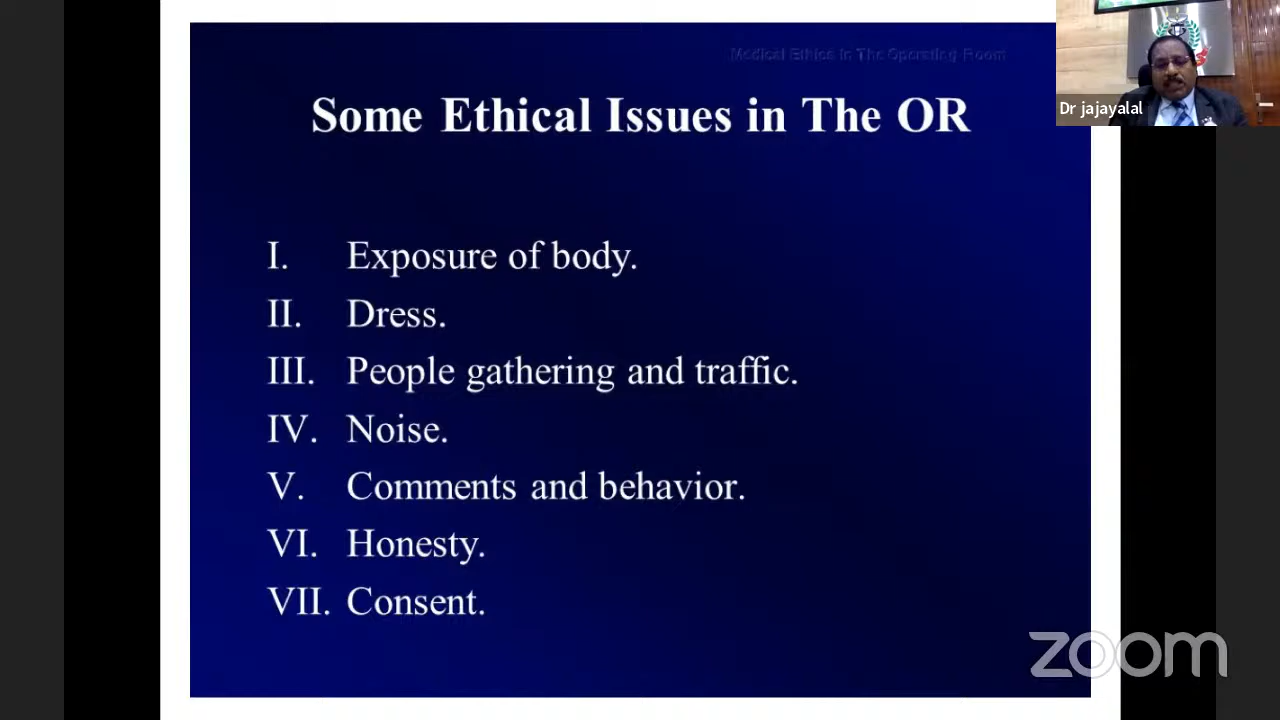 Medical Ethics in The Operating Room
Dr jajayalal
Some Ethical Issues in The OR
I. Exposure of body.
II. Dress.
III. People gathering and traffic.
IV. Noise.
V. Comments and behavior.
VI. Honesty.
VII. Consent.
zoom